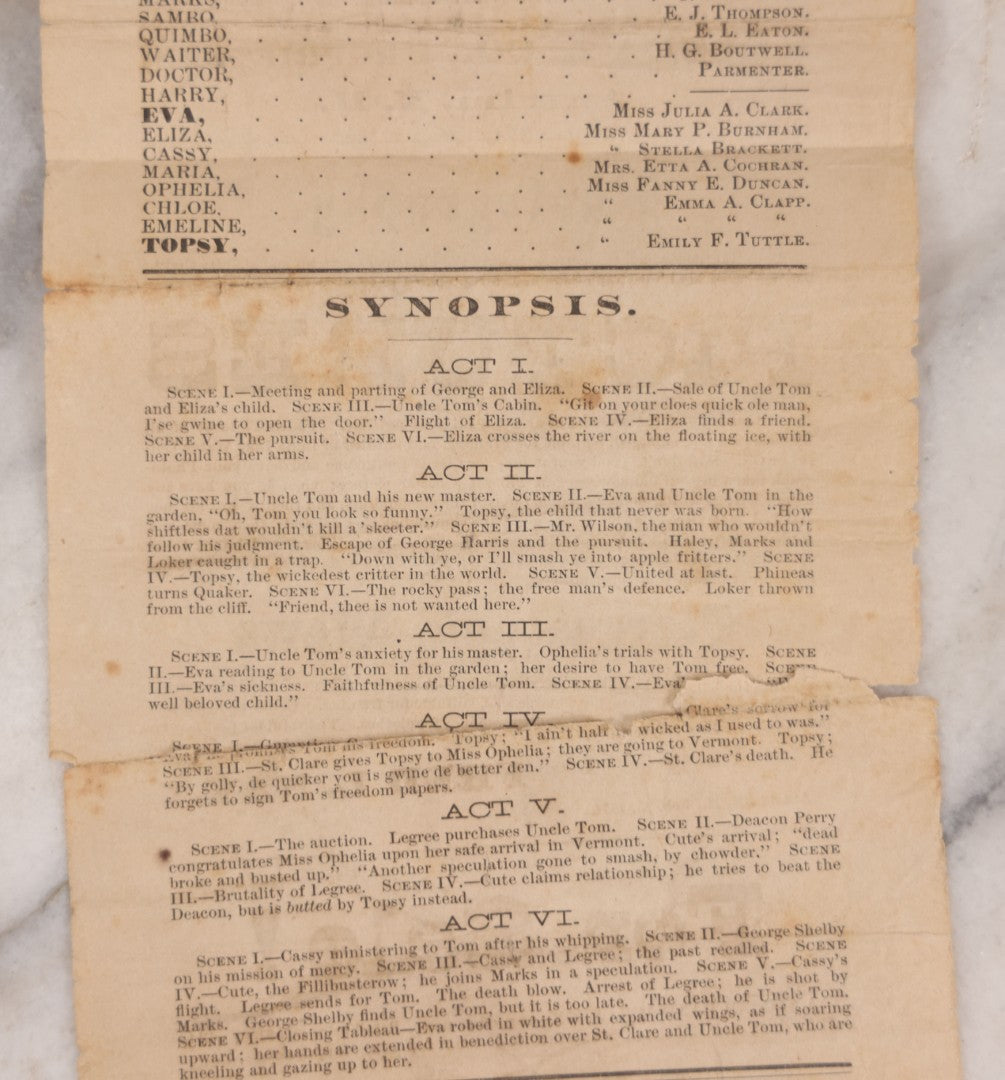 MARKS,
SAMBO, E. J. THOMPSON.
QUIMBO, E. L. EATON.
WAITER, H. G. BOUTWELL.
DOCTOR, PARMENTER.
HARRY,
EVA, MISS JULIA A. CLARK.
ELIZA, MISS MARY P. BURNHAM.
CASSY, " STELLA BRACKETT.
MARIA, MRS. ETTA A. COCHRAN.
OPHELIA, MISS FANNY E. DUNCAN.
CHLOE, " EMMA A. CLAPP.
EMELINE, " " " "
TOPSY, " EMILY F. TUTTLE.
SYNOPSIS.
ACT I.
SCENE I.—Meeting and parting of George and Eliza. SCENE II.—Sale of Uncle Tom
and Eliza's child. SCENE III.—Uncle Tom's Cabin. "Git on your cloes quick ole man,
I'se gwine to open the door." Flight of Eliza. SCENE IV.—Eliza finds a friend.
SCENE V.—The pursuit. SCENE VI.—Eliza crosses the river on the floating ice, with
her child in her arms.
ACT II.
SCENE I.—Uncle Tom and his new master. SCENE II.—Eva and Uncle Tom in the
garden, "Oh, Tom you look so funny." Topsy, the child that never was born. "How
shiftless dat wouldn't kill a 'skeeter." SCENE III.—Mr. Wilson, the man who wouldn't
follow his judgment. Escape of George Harris and the pursuit. Haley, Marks and
Loker caught in a trap. "Down with ye, or I'll smash ye into apple fritters." SCENE
IV.—Topsy, the wickedest critter in the world. SCENE V.—United at last. Phineas
turns Quaker. SCENE VI.—The rocky pass; the free man's defence. Loker thrown
from the cliff. "Friend, thee is not wanted here."
ACT III.
SCENE I.—Uncle Tom's anxiety for his master. Ophelia's trials with Topsy. SCENE
II.—Eva reading to Uncle Tom in the garden; her desire to have Tom free. SCENE
III.—Eva's sickness. Faithfulness of Uncle Tom. SCENE IV.—Eva'
well beloved child."
ACT IV.
SCENE I. Clare's sorrow for
Tom his freedom. Topsy; "I ain't half so wicked as I used to was."
SCENE III.—St. Clare gives Topsy to Miss Ophelia; they are going to Vermont. Topsy;
"By golly, de quicker you is gwine de better den." SCENE IV.—St. Clare's death. He
forgets to sign Tom's freedom papers.
ACT V.
SCENE I.—The auction. Legree purchases Uncle Tom. SCENE II.—Deacon Perry
congratulates Miss Ophelia upon her safe arrival in Vermont. Cute's arrival; "dead
broke and busted up." "Another speculation gone to smash, by chowder." SCENE
III.—Brutality of Legree. SCENE IV.—Cute claims relationship; he tries to beat the
Deacon, but is butted by Topsy instead.
ACT VI.
SCENE I.—Cassy ministering to Tom after his whipping. SCENE II.—George Shelby
on his mission of mercy. SCENE III.—Cassy and Legree; the past recalled. SCENE
IV.—Cute, the Fillibusterow; he joins Marks in a speculation. SCENE V.—Cassy's
flight. Legree sends for Tom. The death blow. Arrest of Legree; he is shot by
Marks. George Shelby finds Uncle Tom, but it is too late. The death of Uncle Tom.
SCENE VI.—Closing Tableau—Eva robed in white with expanded wings, as if soaring
upward; her hands are extended in benediction over St. Clare and Uncle Tom, who are
kneeling and gazing up to her.